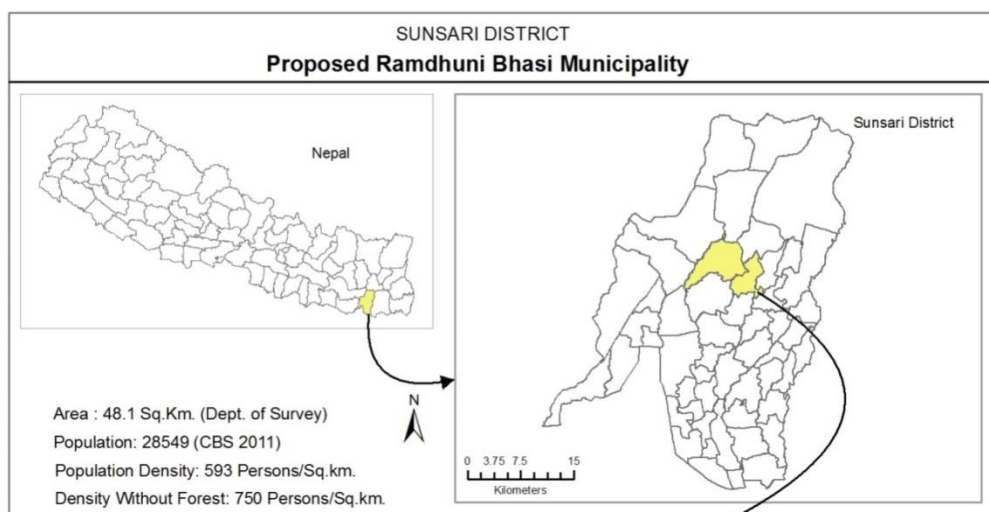 SUNSARI DISTRICT
Proposed Ramdhuni Bhasi Municipality
Nepal
Sunsari District
Area : 48.1 Sq.Km. (Dept. of Survey)
Population: 28549 (CBS 2011)
Population Density: 593 Persons/Sq.km.
Density Without Forest: 750 Persons/Sq.km.
N
0 3.75 7.5 15
Kilometers